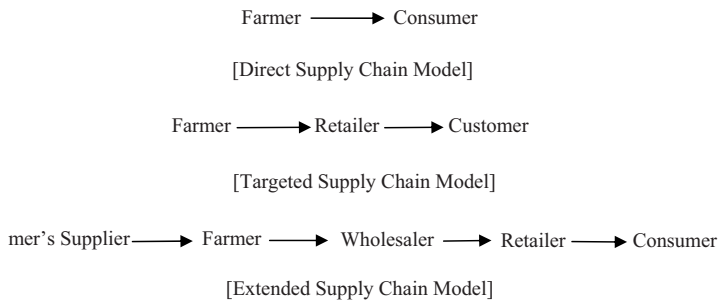 Farmer Consumer
[Direct Supply Chain Model]
Farmer Retailer Customer
[Targeted Supply Chain Model]
mer's Supplier Farmer Wholesaler Retailer Consumer
[Extended Supply Chain Model]